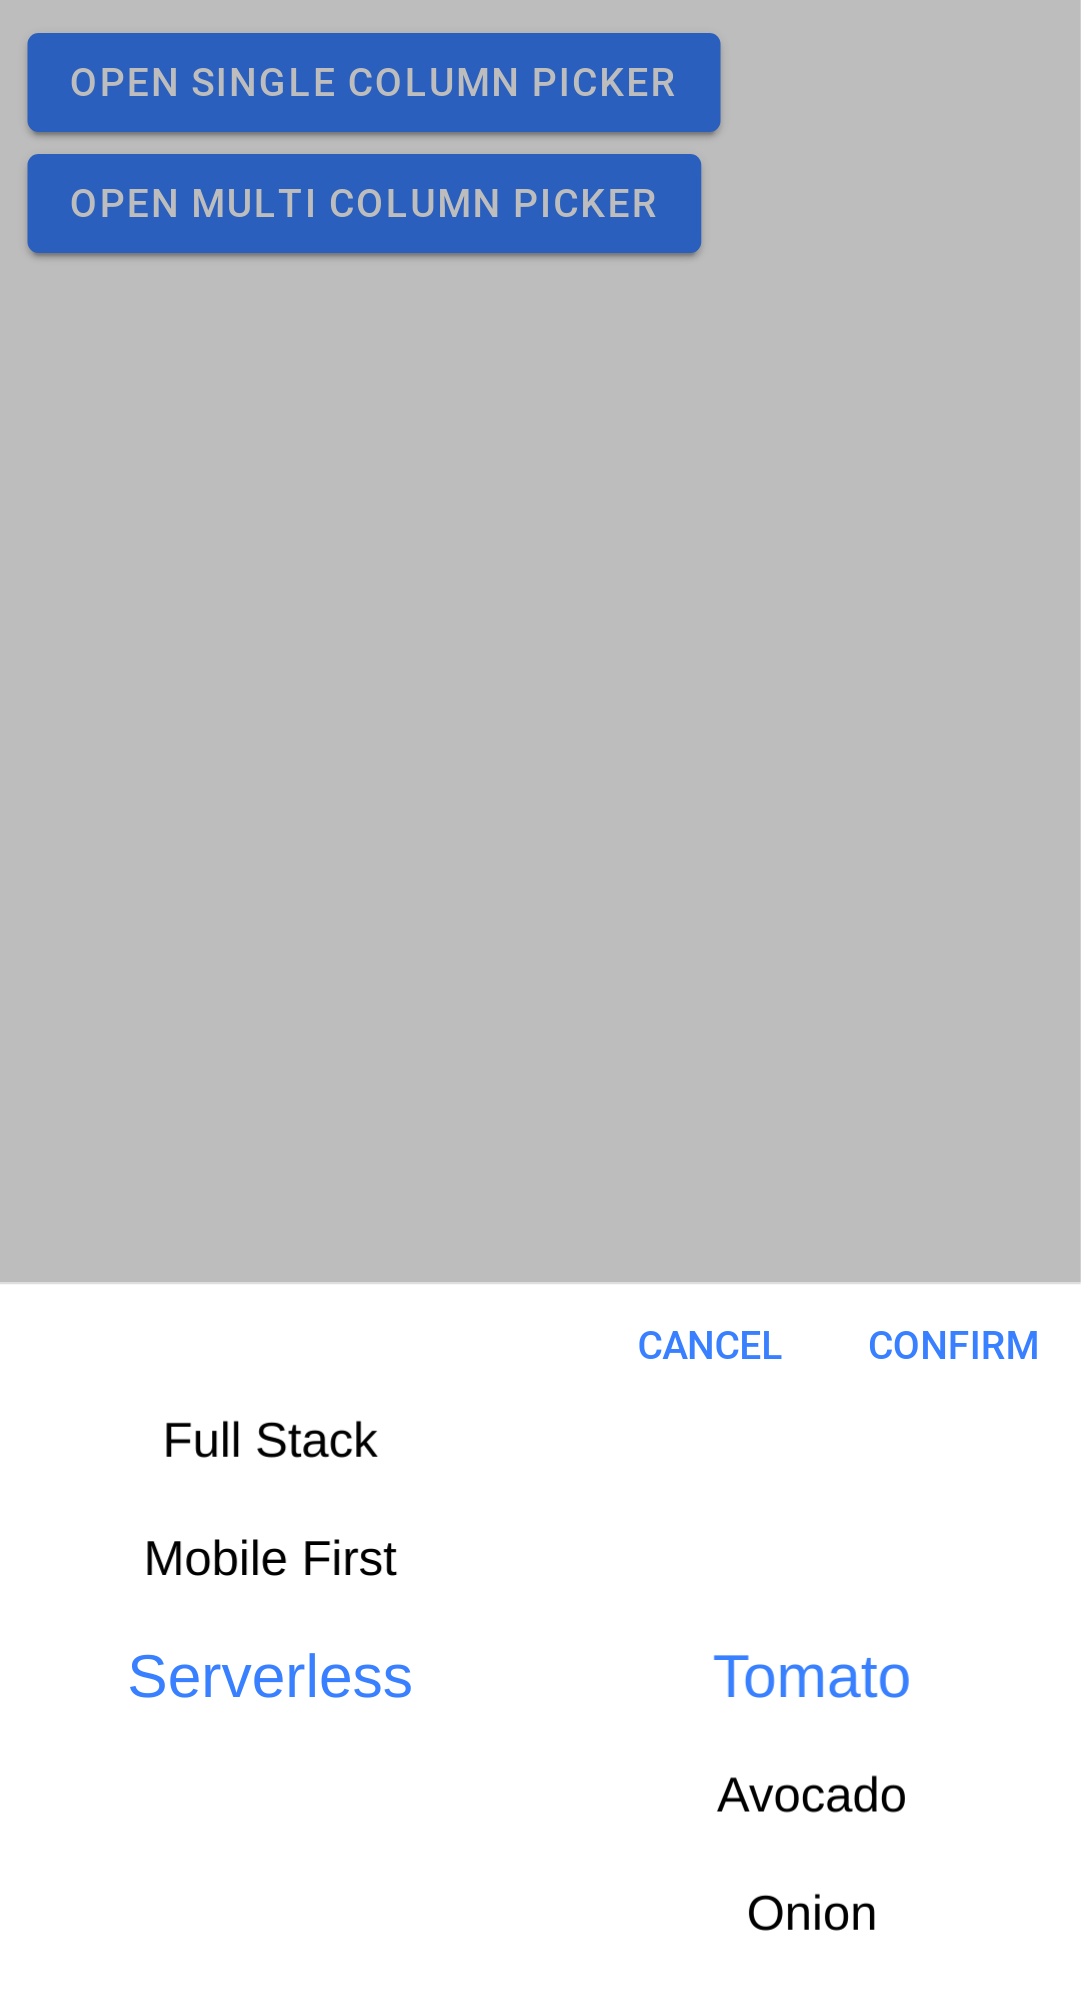 OPEN SINGLE COLUMN PICKER
OPEN MULTI COLUMN PICKER
CANCEL CONFIRM
Full Stack
Mobile First
Serverless Tomato
Avocado
Onion